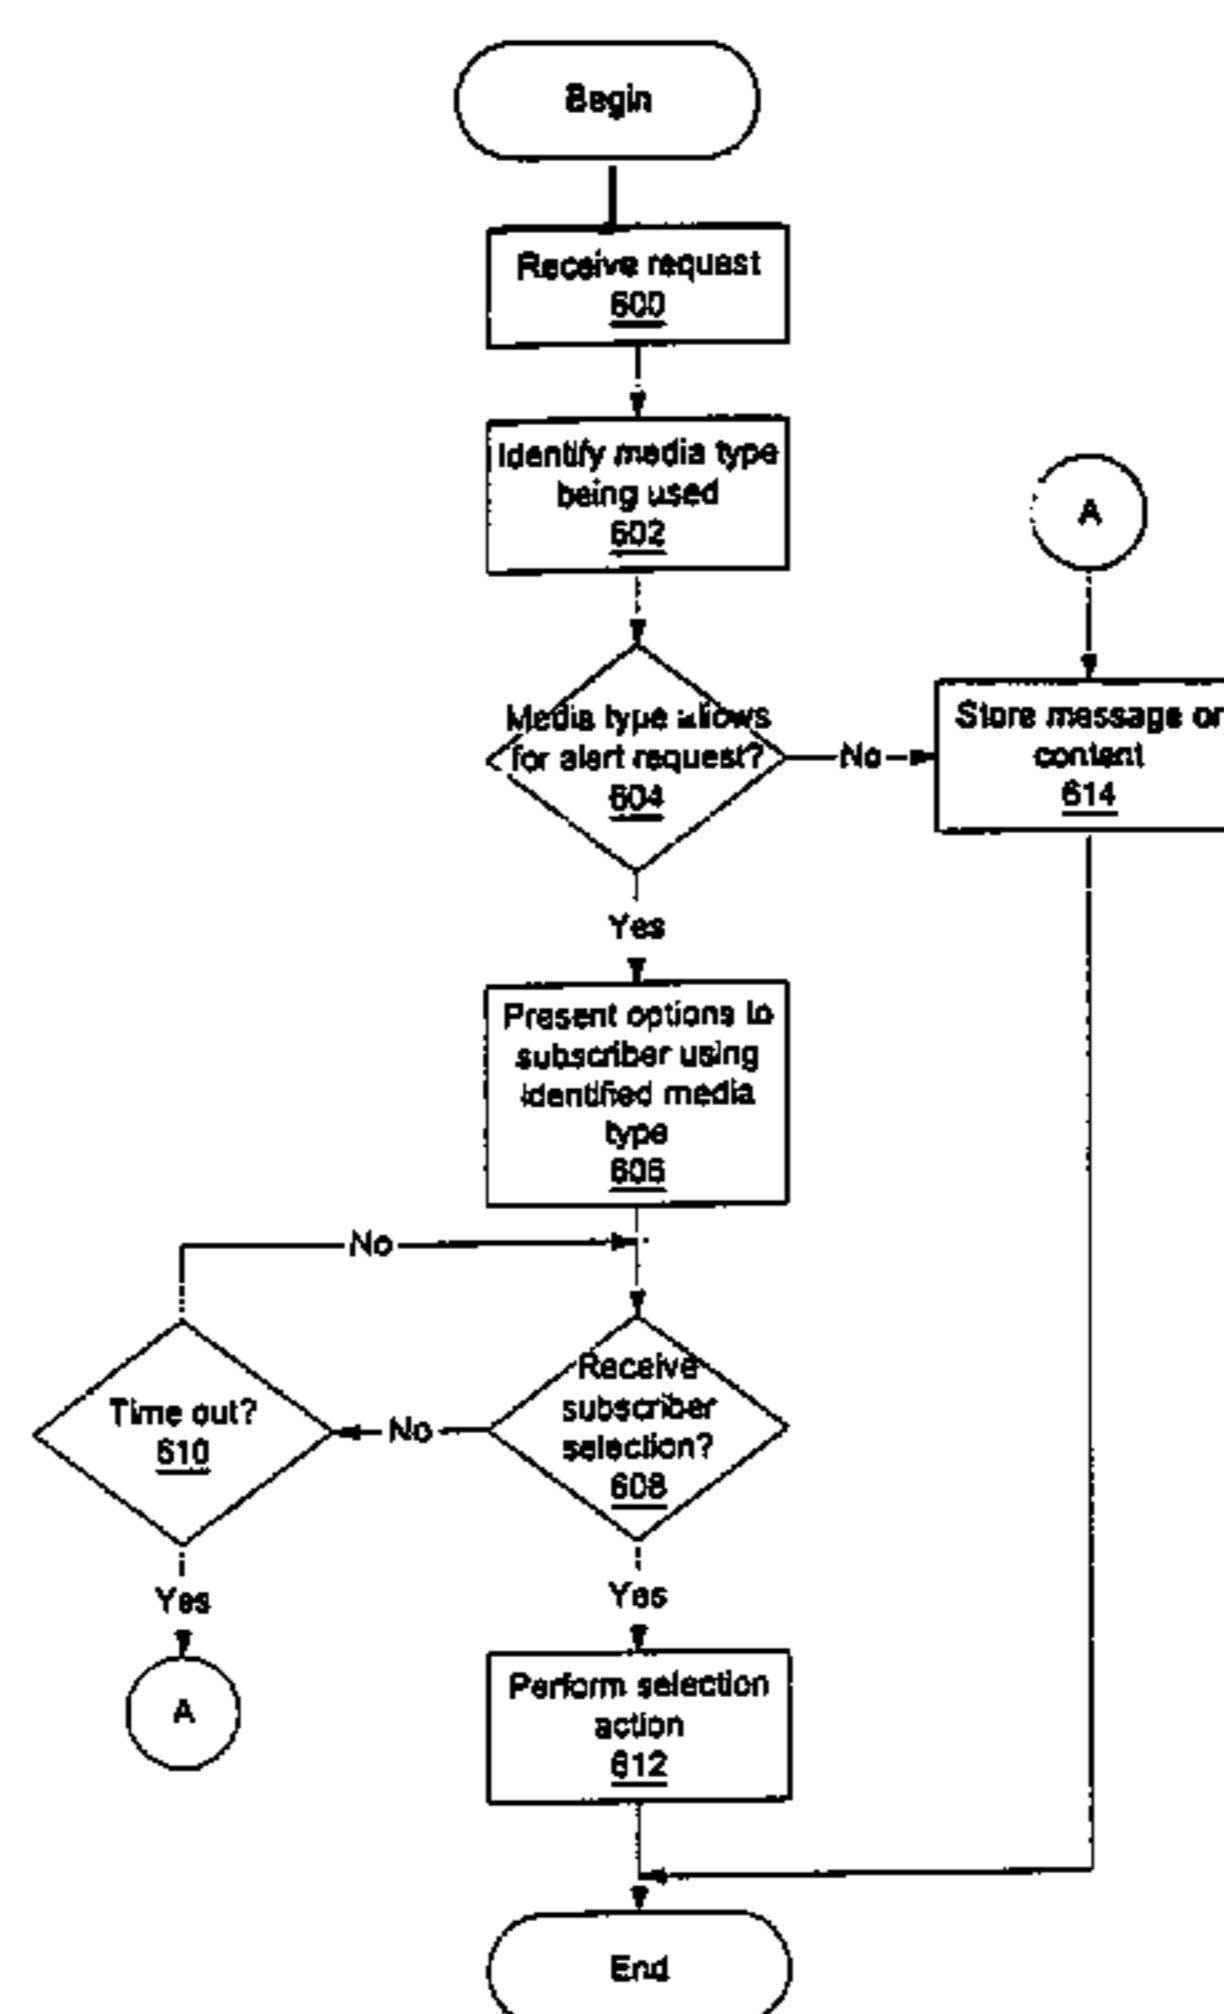 Begin
Receive request
600
Identify media type
being used
602
A
Media type allows
for alert request?
604
No
Store message or
content
614
Yes
Present options to
subscriber using
identified media
type
606
No
Receive
subscriber
selection?
608
No
Time out?
610
Yes
Yes
A
Perform selection
action
612
End